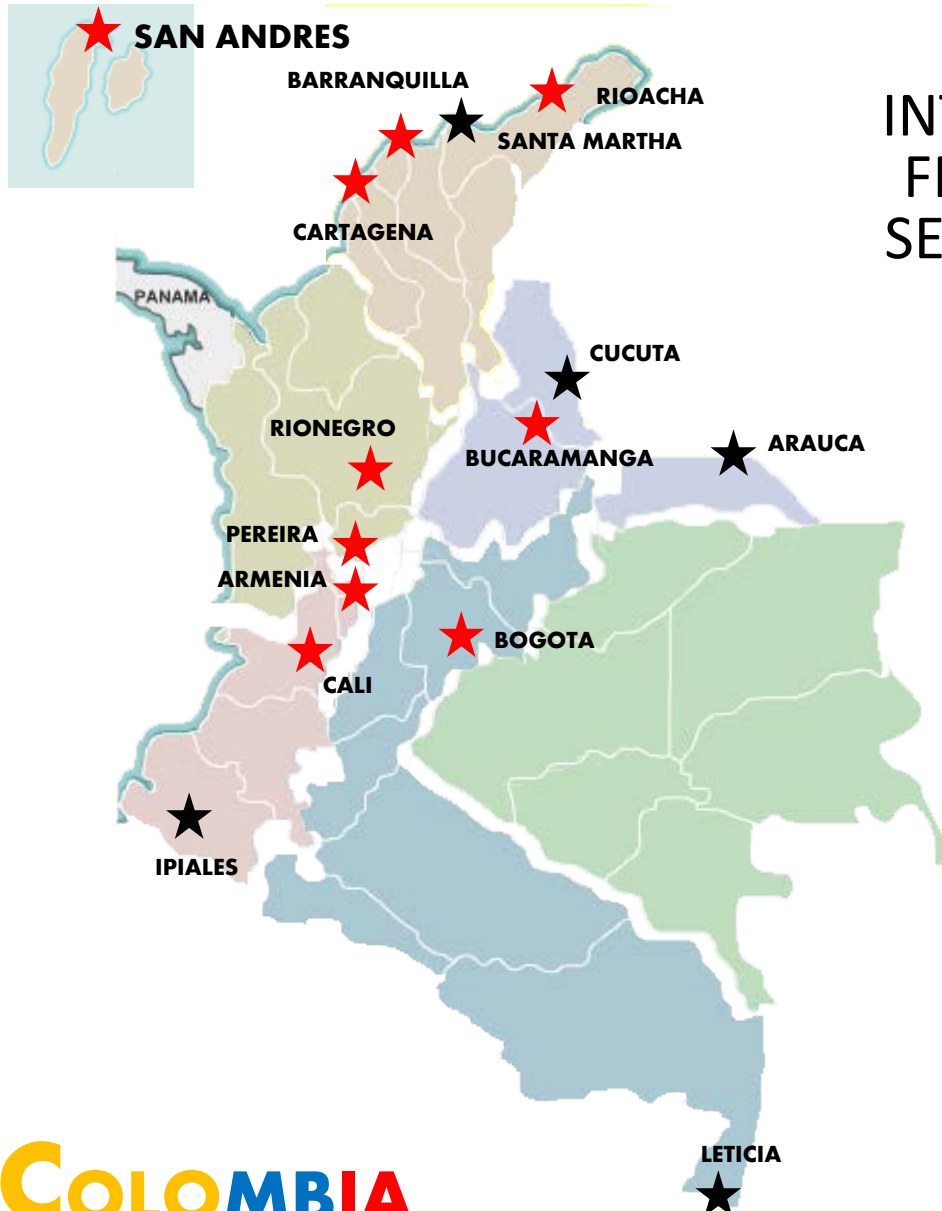 SAN ANDRES
BARRANQUILLA
RIOACHA
SANTA MARTHA
CARTAGENA
PANAMA
CUCUTA
RIONEGRO
BUCARAMANGA
ARAUCA
PEREIRA
ARMENIA
BOGOTA
CALI
IPIALES
LETICIA
COLOMBIA